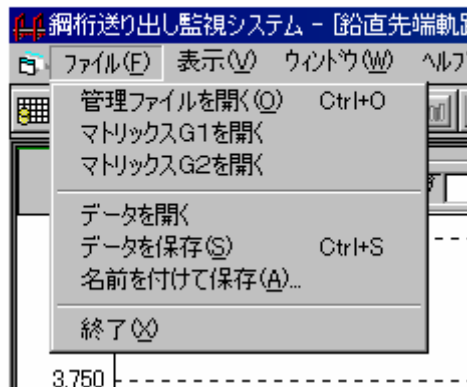 鋼桁送り出し監視システム - [鉛直先端軌
ファイル(F) 表示(V) ウィンドウ(W) ヘルプ
管理ファイルを開く(O) Ctrl+O
マトリックスG1を開く
マトリックスG2を開く
データを開く
データを保存(S) Ctrl+S
名前を付けて保存(A)...
終了(X)
3.750